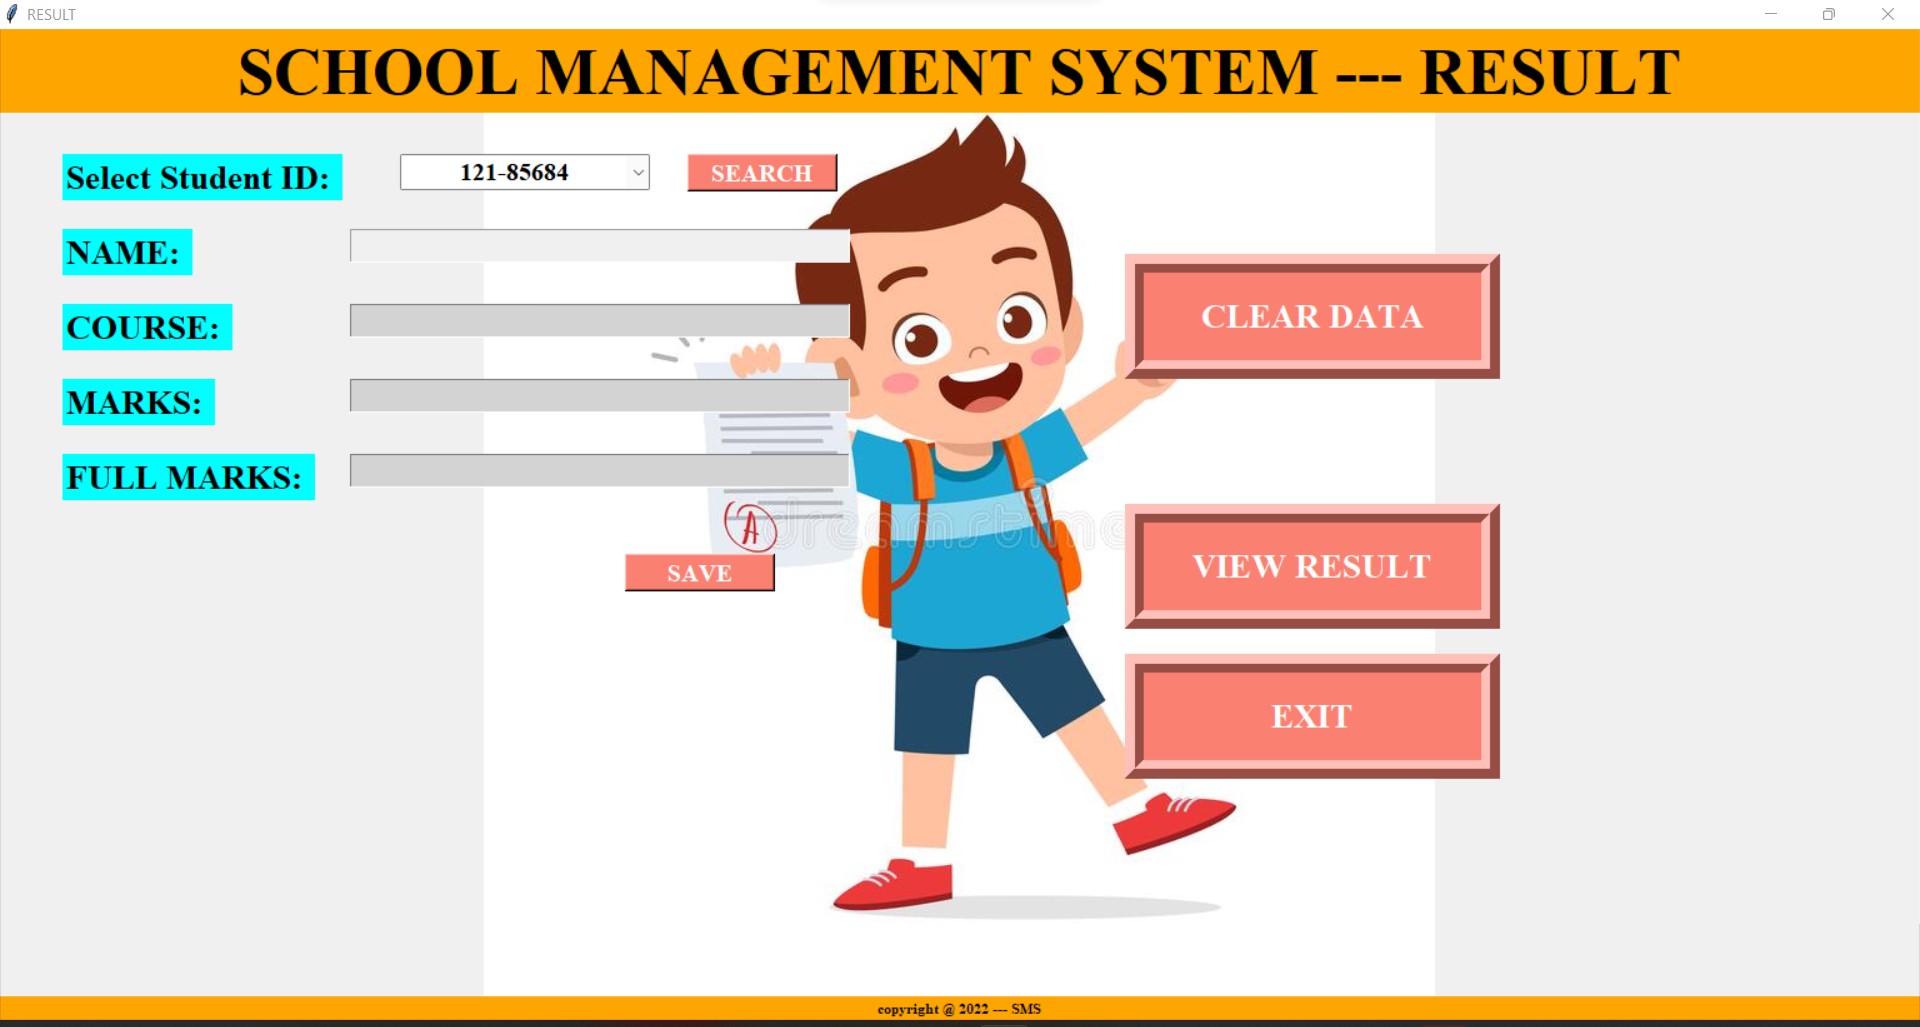 RESULT
SCHOOL MANAGEMENT SYSTEM --- RESULT
Select Student ID: 121-85684 SEARCH
NAME:
COURSE:
MARKS:
FULL MARKS:
A
SAVE
dreamstime
CLEAR DATA
VIEW RESULT
EXIT
copyright @ 2022 --- SMS